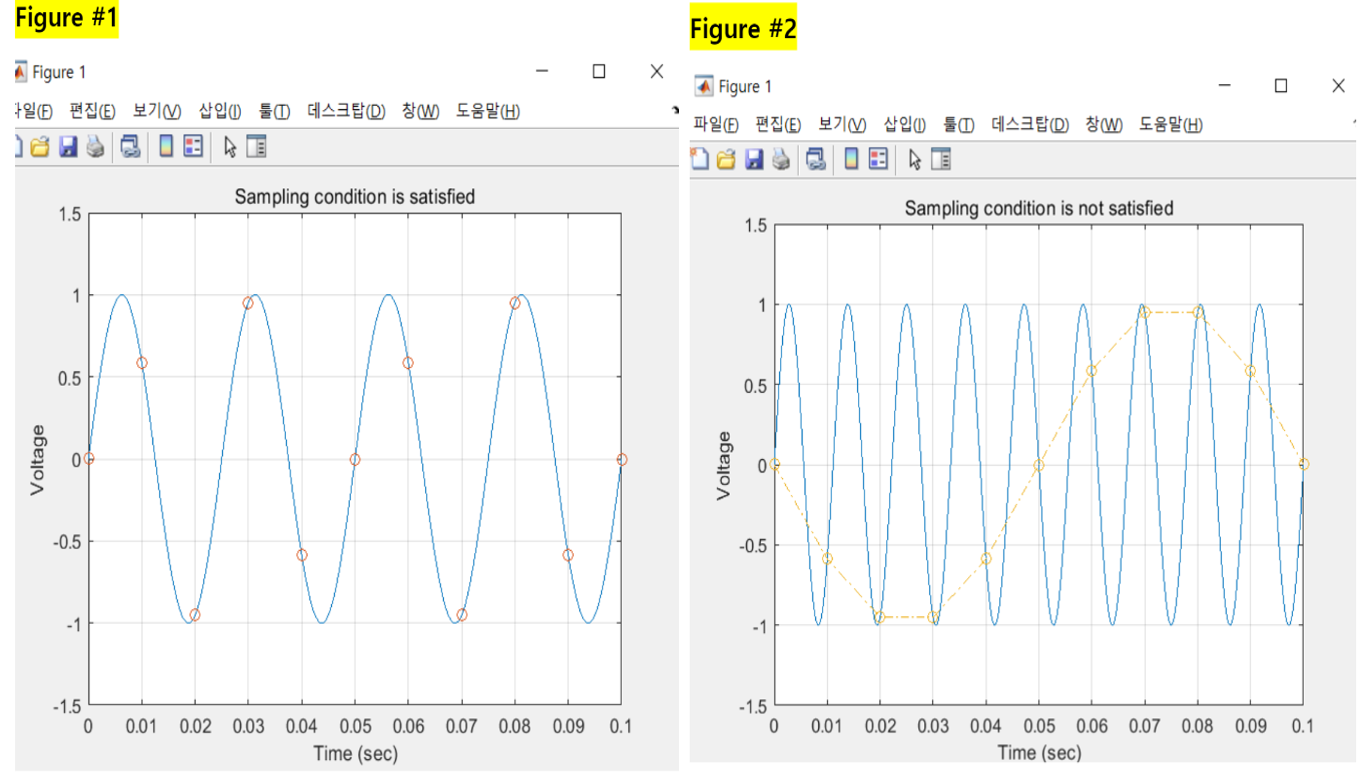 Figure #1
Figure 1
파일(F) 편집(E) 보기(V) 삽입(I) 툴(T) 데스크탑(D) 창(W) 도움말(H)
Sampling condition is satisfied
1.5
1
0.5
0
-0.5
-1
-1.5
Voltage
0 0.01 0.02 0.03 0.04 0.05 0.06 0.07 0.08 0.09 0.1
Time (sec)
Figure #2
Figure 1
파일(F) 편집(E) 보기(V) 삽입(I) 툴(T) 데스크탑(D) 창(W) 도움말(H)
Sampling condition is not satisfied
1.5
1
0.5
0
-0.5
-1
-1.5
Voltage
0 0.01 0.02 0.03 0.04 0.05 0.06 0.07 0.08 0.09 0.1
Time (sec)